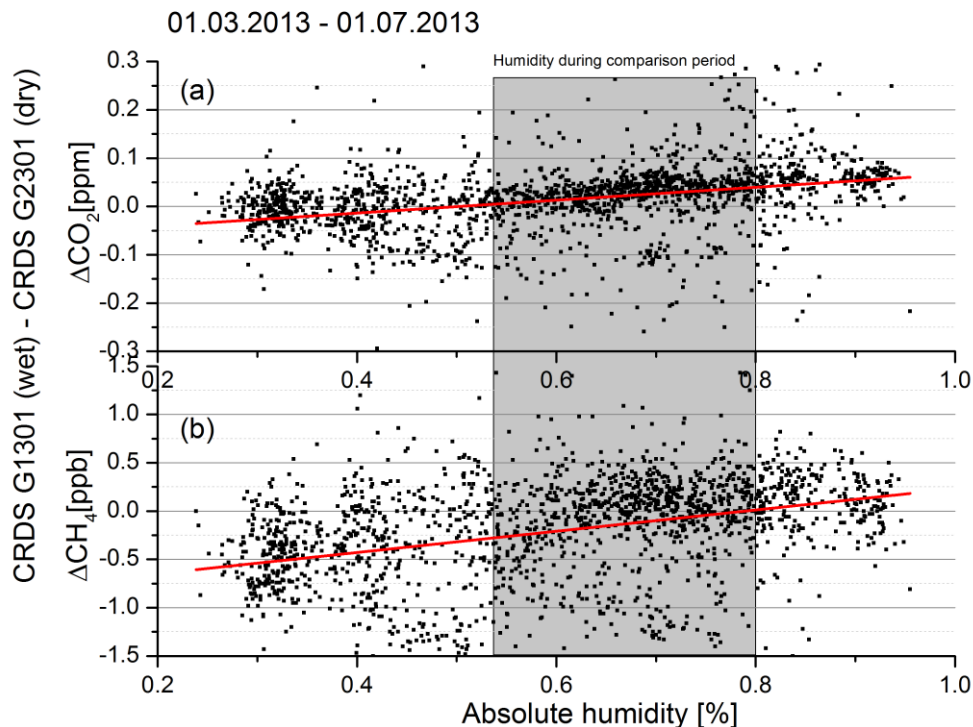 01.03.2013 - 01.07.2013
Humidity during comparison period
CRDS G1301 (wet) - CRDS G2301 (dry)
(a)
ΔCO₂[ppm]
0.3
0.2
0.1
0.0
-0.1
-0.2
-0.3
0.2 0.4 0.6 0.8 1.0
(b)
ΔCH₄[ppb]
1.5
1.0
0.5
0.0
-0.5
-1.0
-1.5
0.2 0.4 0.6 0.8 1.0
Absolute humidity [%]